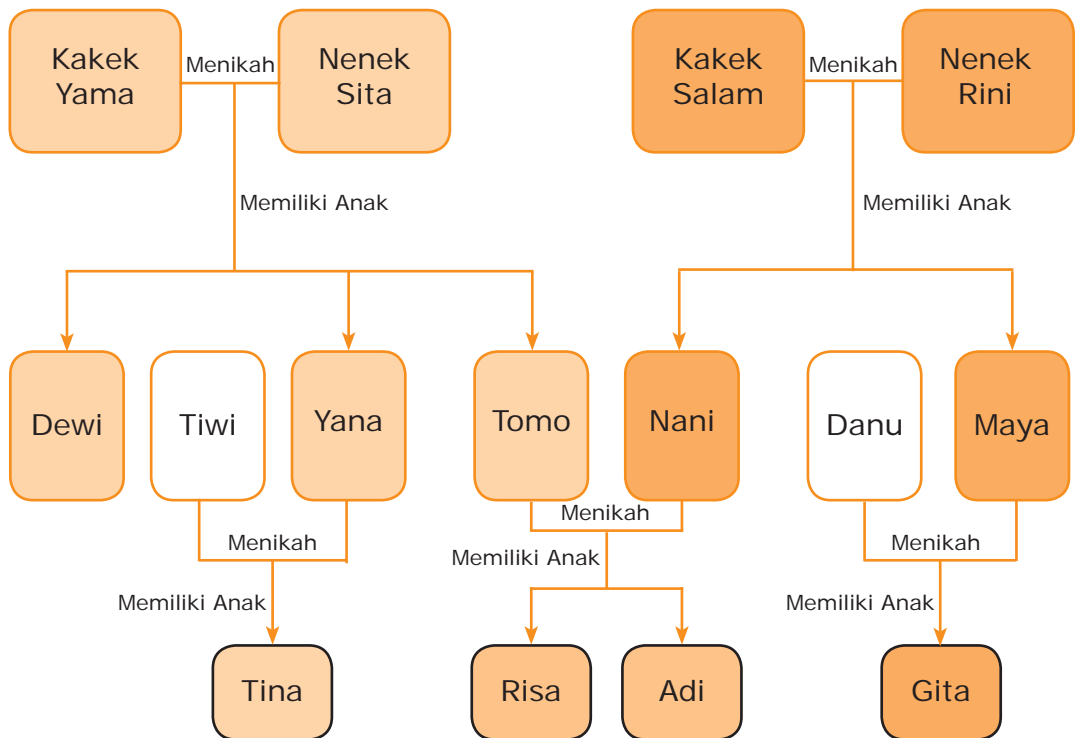 Kakek
Yama
Menikah
Nenek
Sita
Kakek
Salam
Menikah
Nenek
Rini
Memiliki Anak
Memiliki Anak
Dewi
Tiwi
Yana
Tomo
Nani
Danu
Maya
Menikah
Menikah
Menikah
Memiliki Anak
Memiliki Anak
Memiliki Anak
Tina
Risa
Adi
Gita